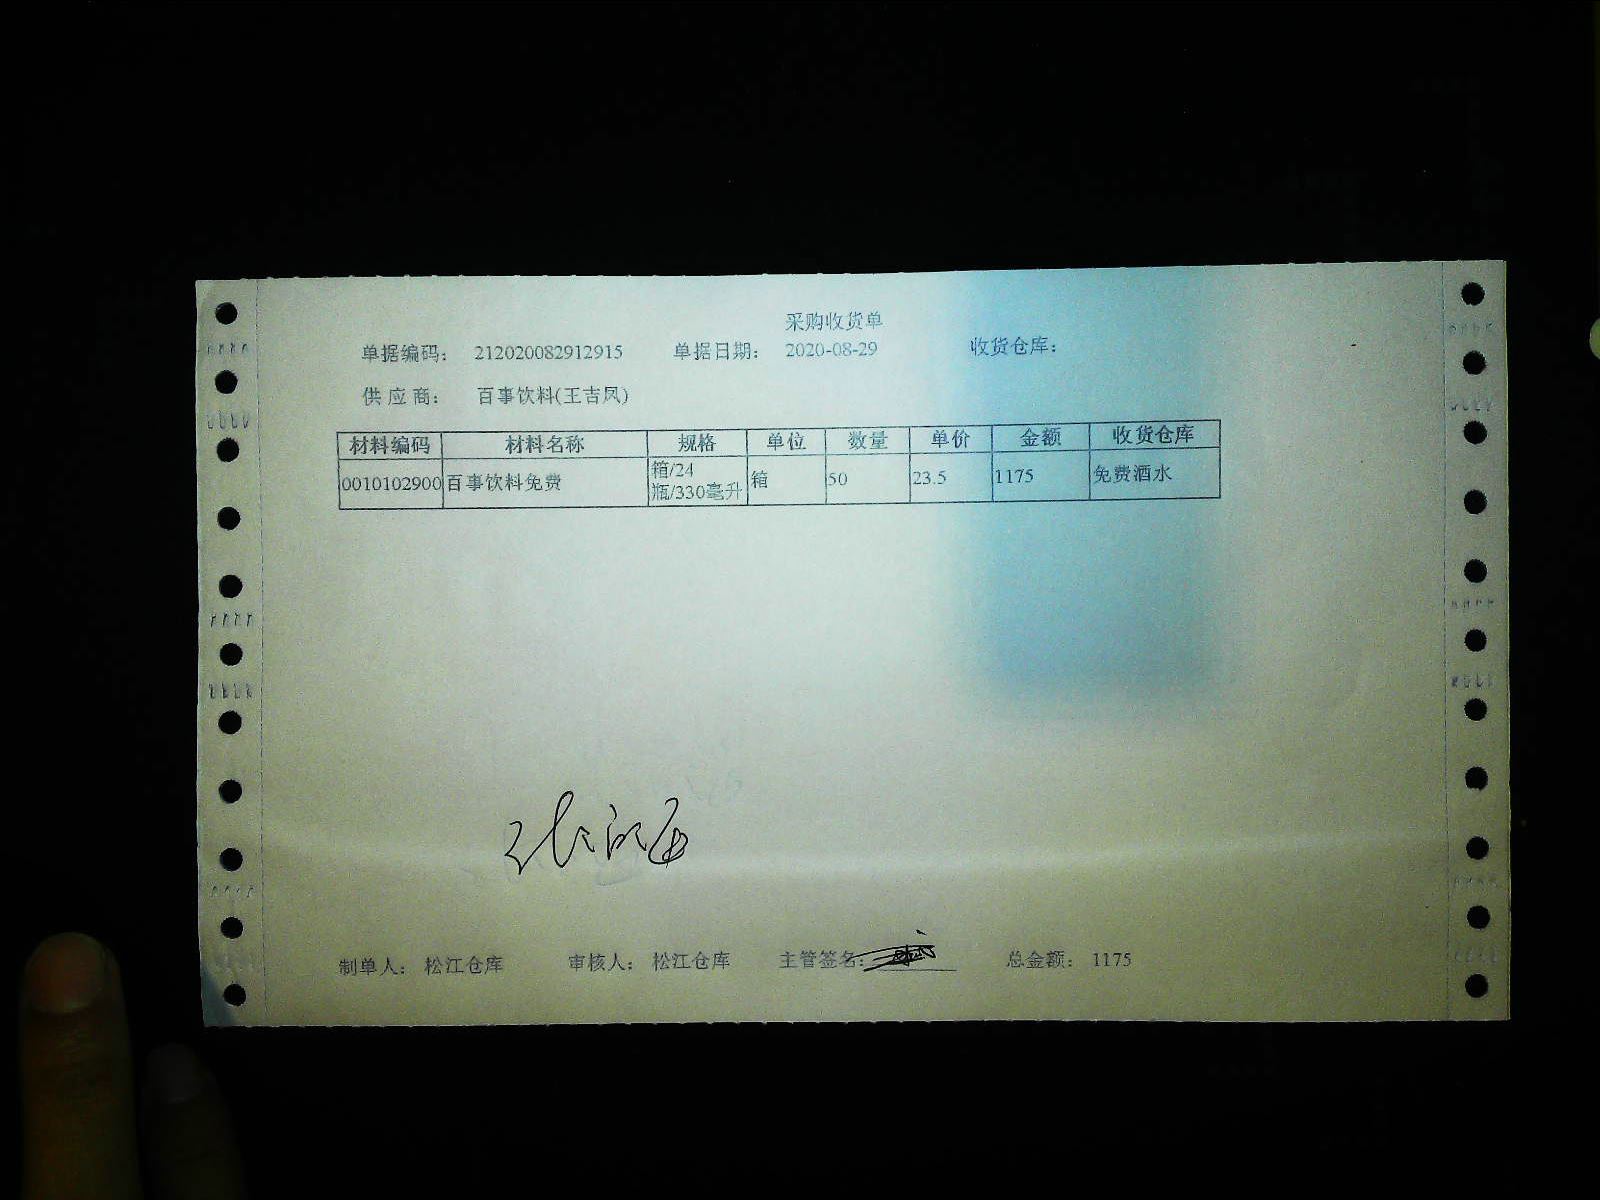 采购收货单
单据编码: 212020082912915 单据日期: 2020-08-29 收货仓库:
供应商: 百事饮料(王吉凤)
材料编码 材料名称 规格 单位 数量 单价 金额 收货仓库
0010102900 百事饮料免费 箱/24瓶/330毫升 箱 50 23.5 1175 免费酒水
制单人: 松江仓库 审核人: 松江仓库 主管签名: 总金额: 1175